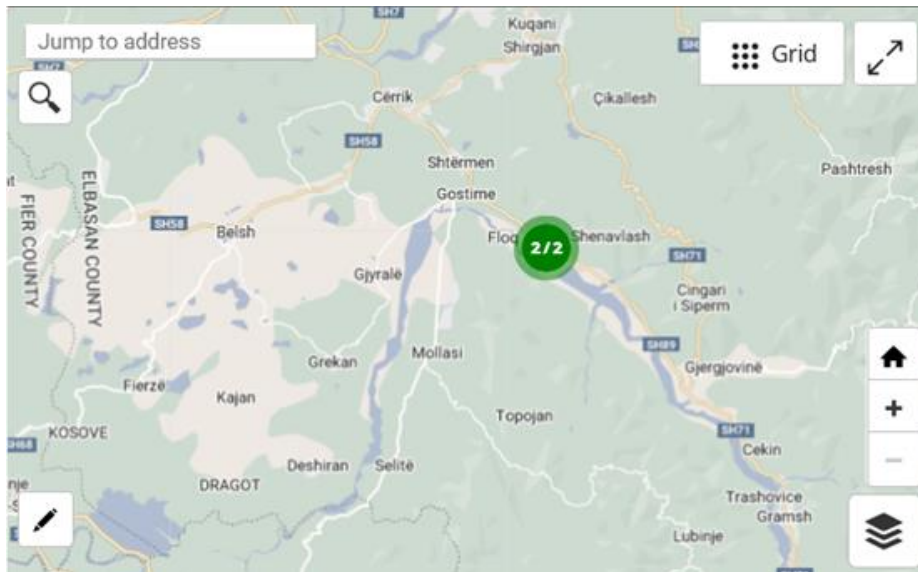 Kuqani
Jump to address
Shirgjan
Grid
SH7
Çikallesh
Cërrik
SH58
Shtërmen
Pashtresh
Gostime
ELBASAN COUNTY
FIER COUNTY
SH58
Belsh
Floq
2/2
Shenavlash
SH71
Gjyralë
Cingari
i Siperm
SH89
Mollasi
Grekan
Gjergjovinë
Fierzë
Kajan
Topojan
KOSOVE
SH71
SH68
Cekin
Deshiran
Selitë
DRAGOT
Trashovice
Gramsh
Lubinje